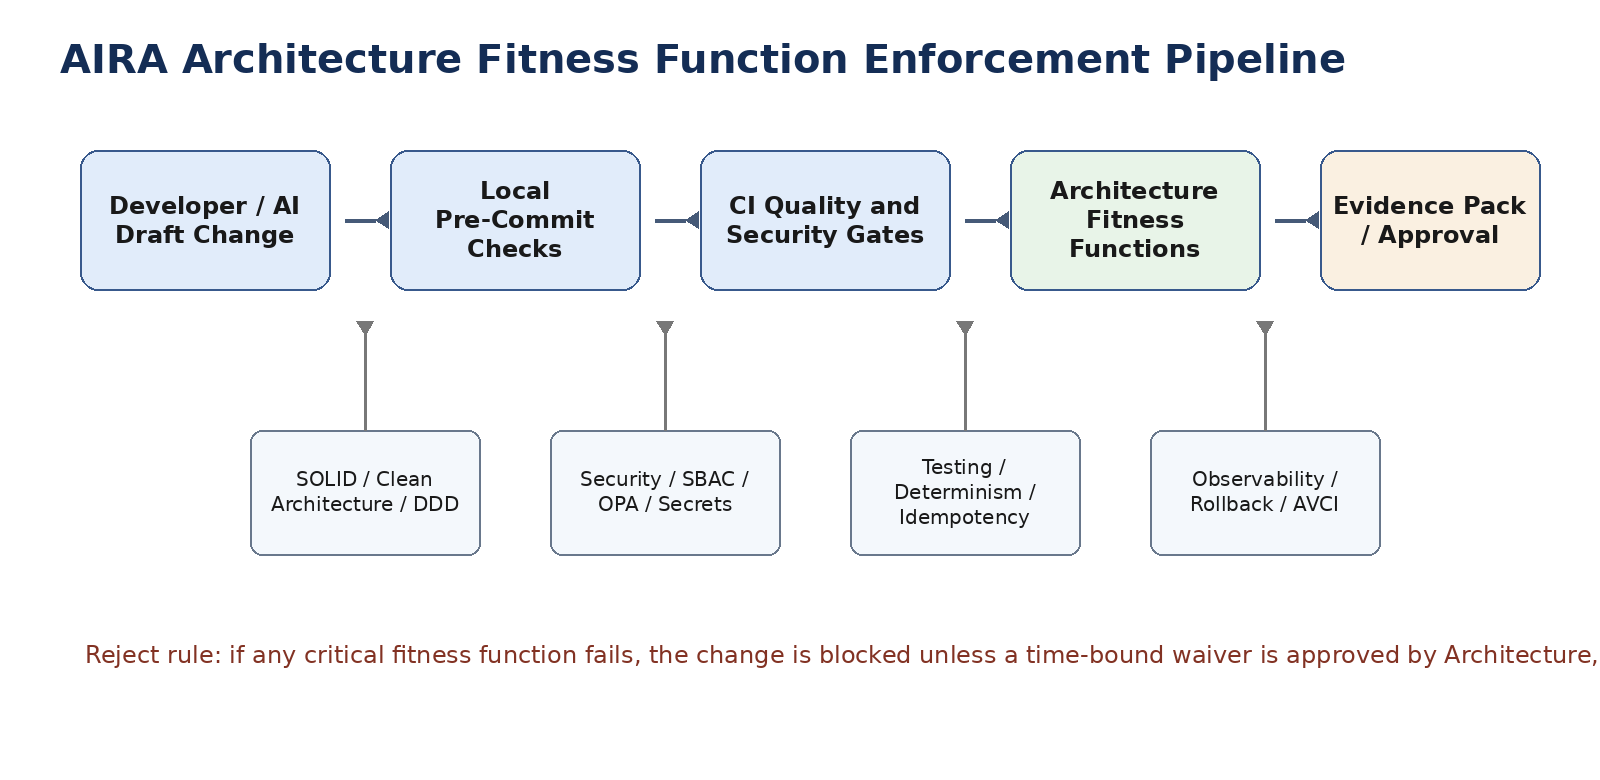 AIRA Architecture Fitness Function Enforcement Pipeline
Developer / AI
Draft Change
Local
Pre-Commit
Checks
CI Quality and
Security Gates
Architecture
Fitness
Functions
Evidence Pack
/ Approval
SOLID / Clean
Architecture / DDD
Security / SBAC /
OPA / Secrets
Testing /
Determinism /
Idempotency
Observability /
Rollback / AVCI
Reject rule: if any critical fitness function fails, the change is blocked unless a time-bound waiver is approved by Architecture,